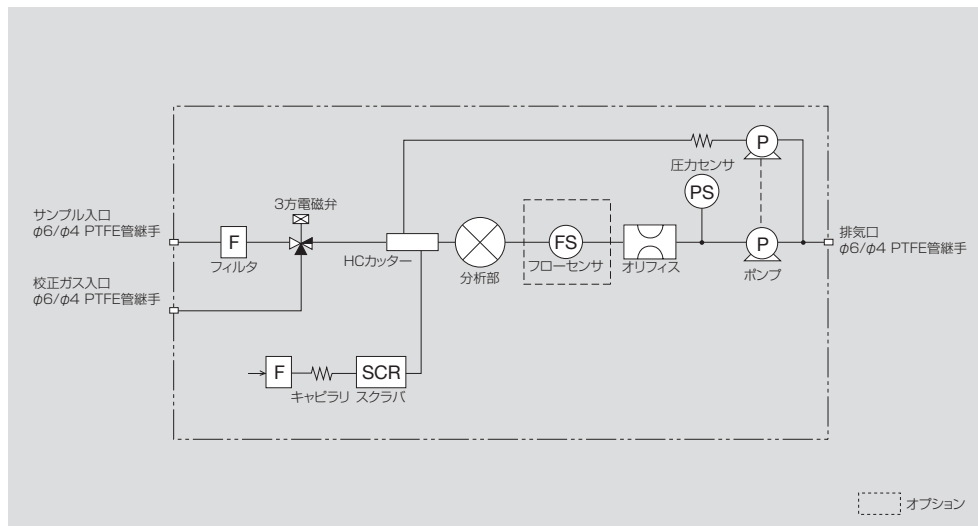 P
圧力センサ
PS
3方電磁弁
サンプル入口
φ6/φ4 PTFE管継手
F
フィルタ
HCカッター
分析部
FS
フローセンサ
オリフィス
P
ポンプ
排気口
φ6/φ4 PTFE管継手
校正ガス入口
φ6/φ4 PTFE管継手
F
キャピラリ
SCR
スクラバ
オプション